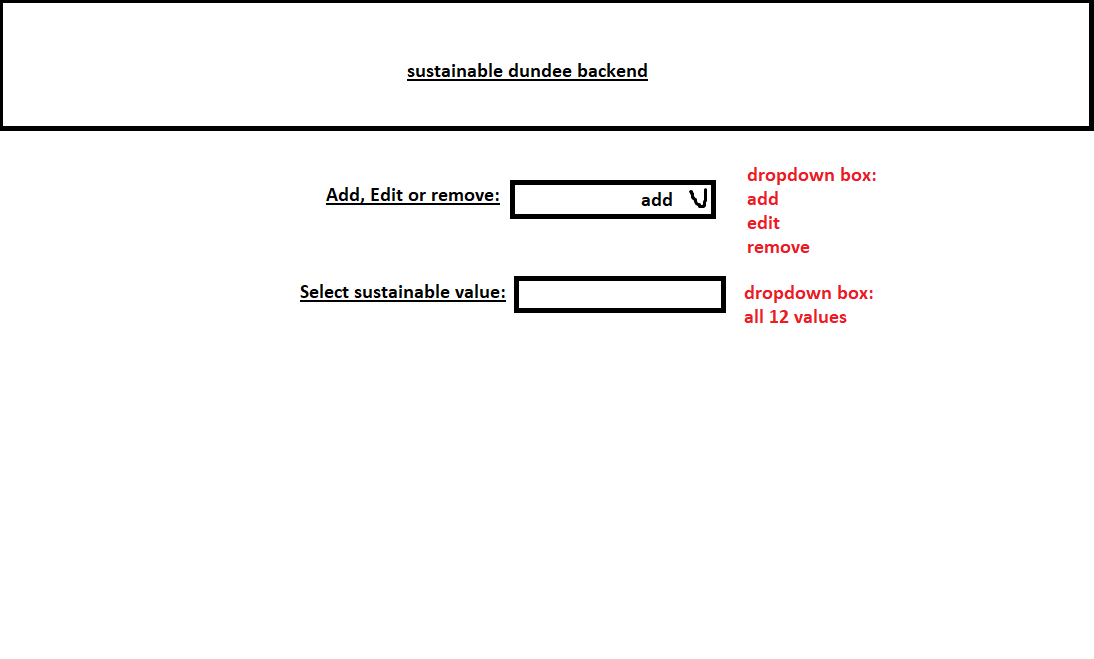 sustainable dundee backend
Add, Edit or remove:
add
dropdown box:
add
edit
remove
Select sustainable value:
dropdown box:
all 12 values